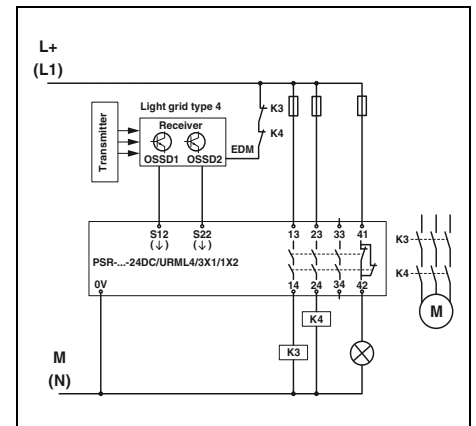 L+
(L1)
Light grid type 4
Transmitter
Receiver
OSSD1 OSSD2
EDM
K3
K4
S12
(↓)
S22
(↓)
13 23 33 41
PSR-...-24DC/URML4/3X1/1X2
0V
14 24 34 42
K3
K4
M
K4
K3
M
(N)